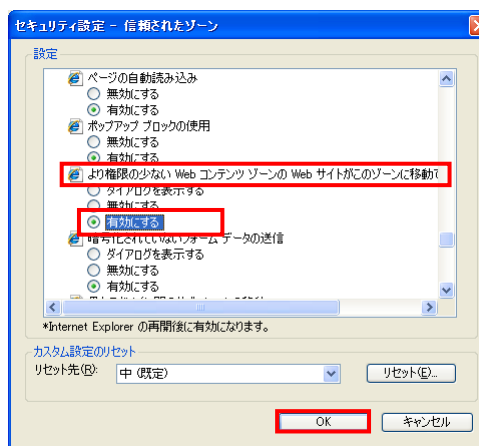 セキュリティ設定 - 信頼されたゾーン
設定
ページの自動読み込み
無効にする
有効にする
ポップアップ ブロックの使用
無効にする
有効にする
より権限の少ない Web コンテンツ ゾーンの Web サイトがこのゾーンに移動で
ダイアログを表示する
無効にする
有効にする
暗号化されていないフォーム データの送信
ダイアログを表示する
無効にする
有効にする
*Internet Explorer の再開後に有効になります。
カスタム設定のリセット
リセット先(R):
中 (既定)
リセット(E)...
OK
キャンセル